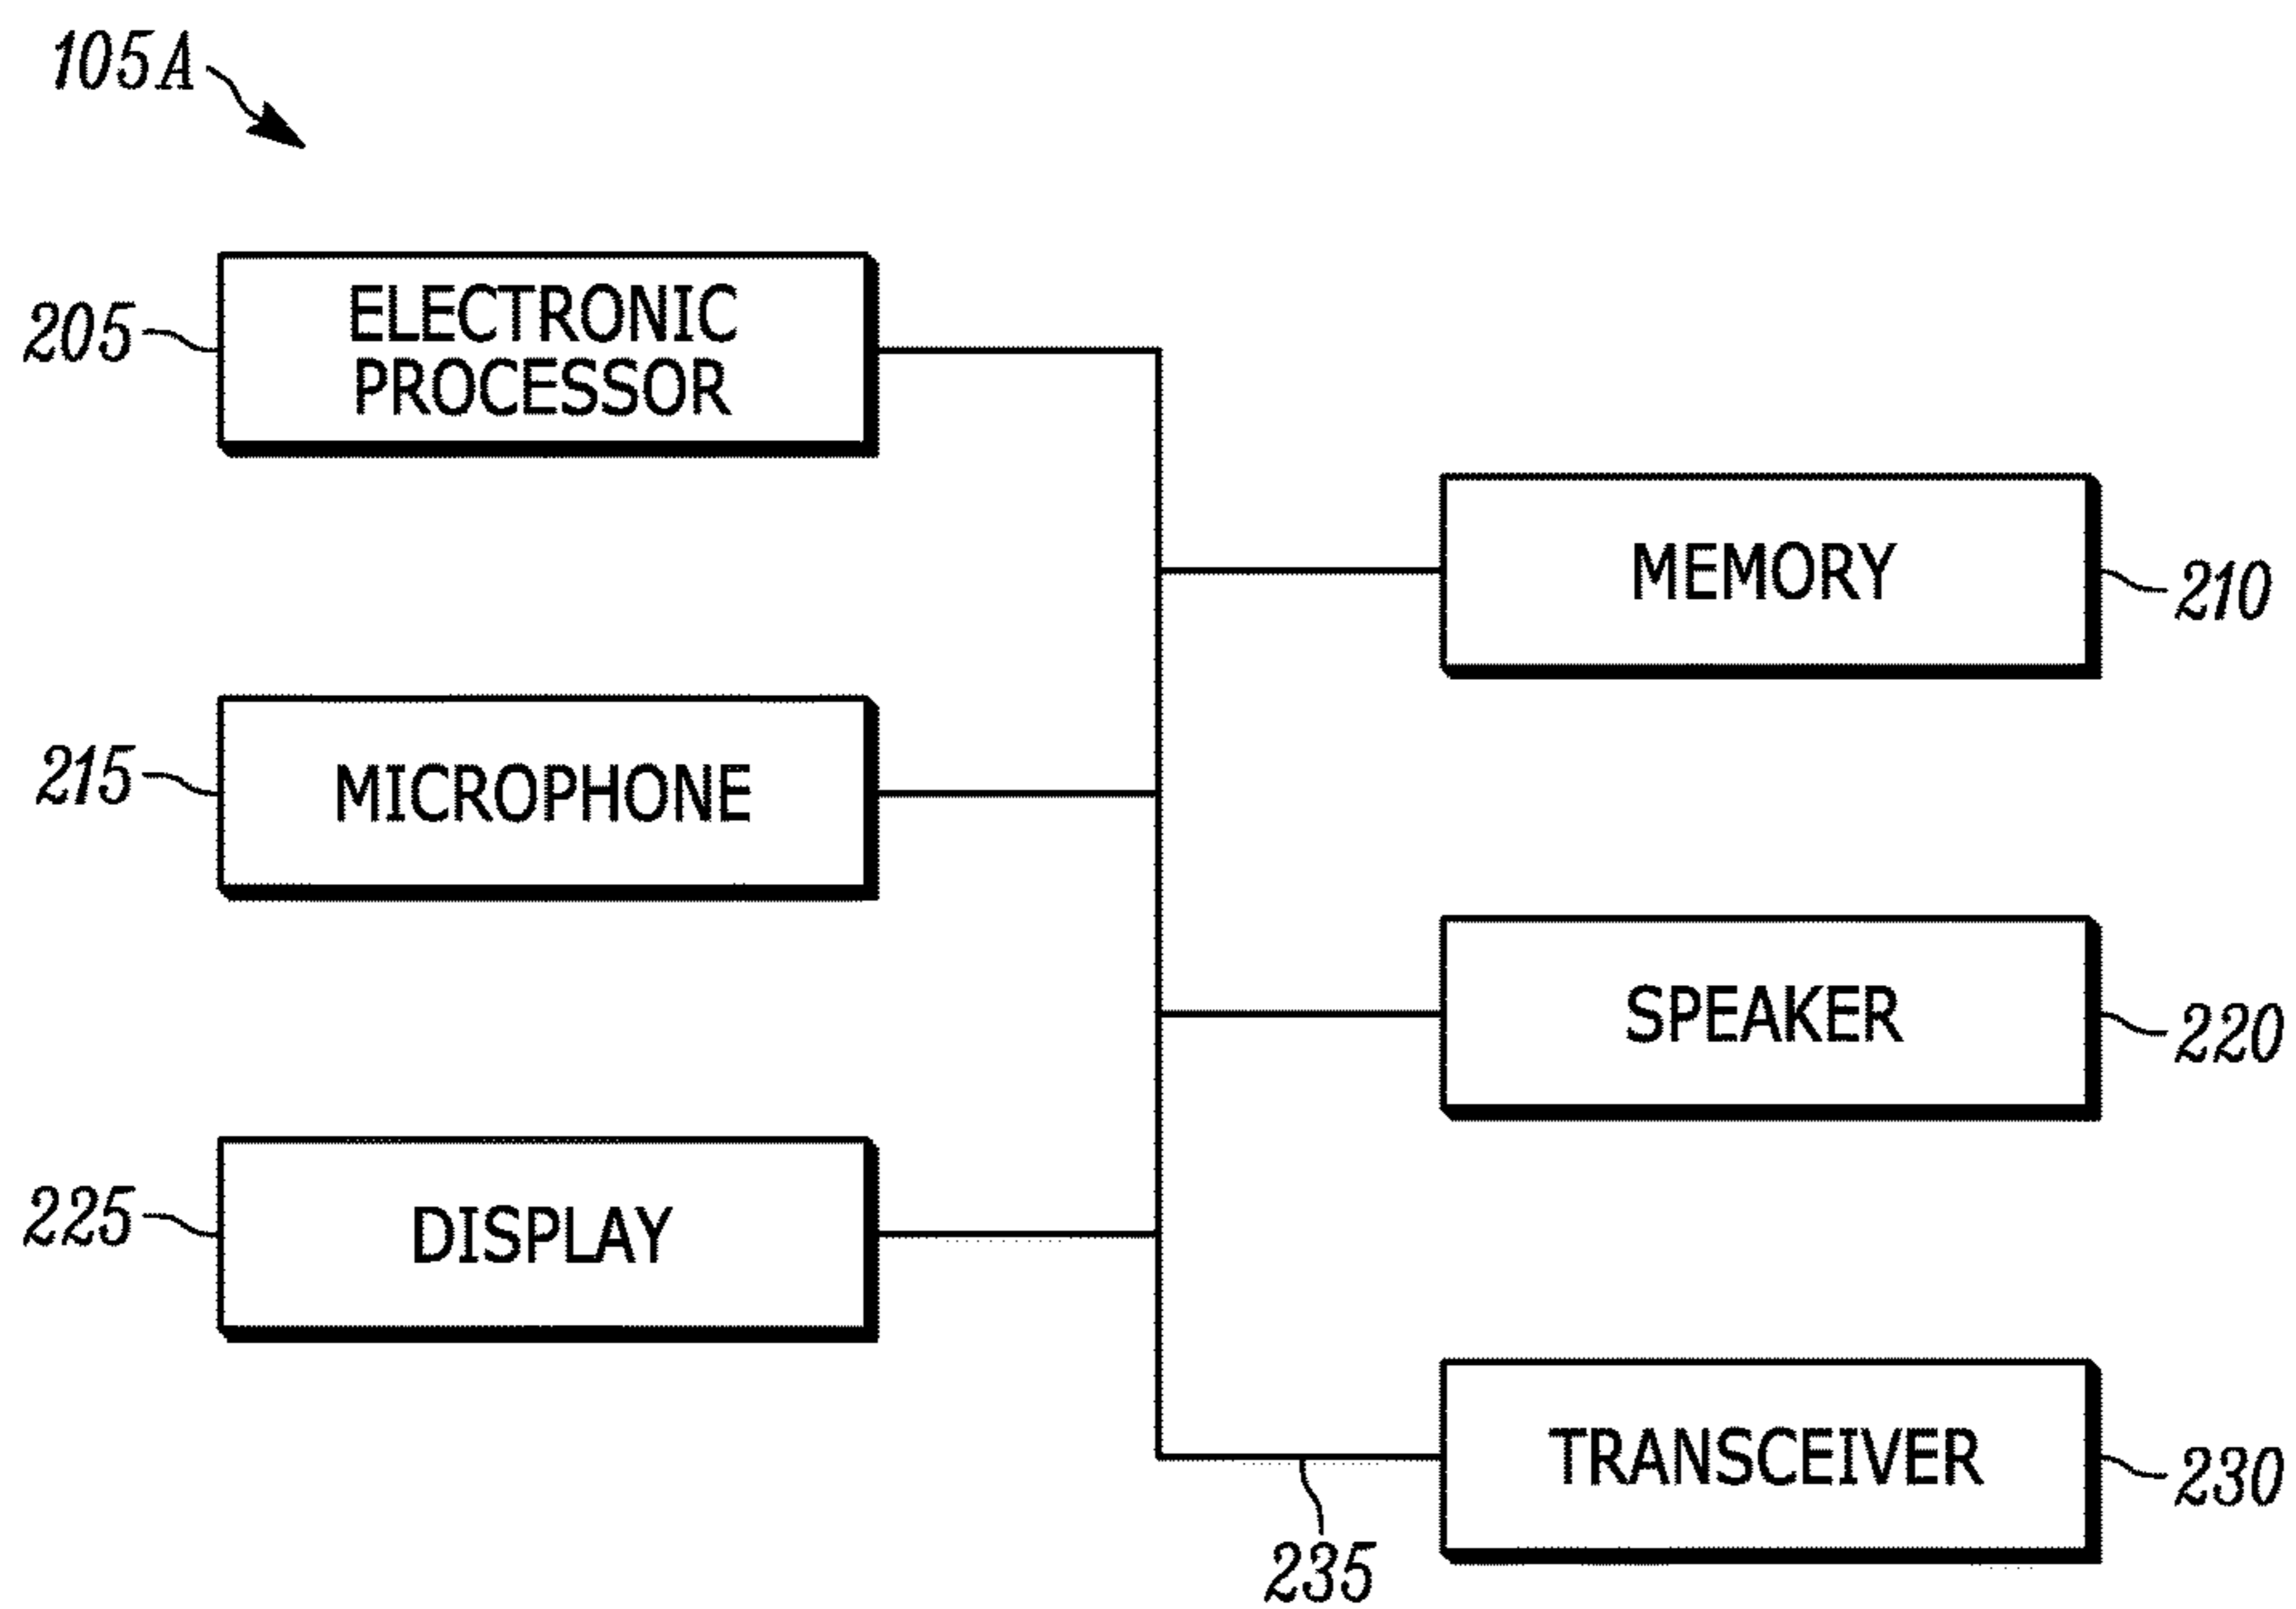 105A
205
ELECTRONIC
PROCESSOR
MEMORY
210
215
MICROPHONE
SPEAKER
220
225
DISPLAY
TRANSCEIVER
230
235